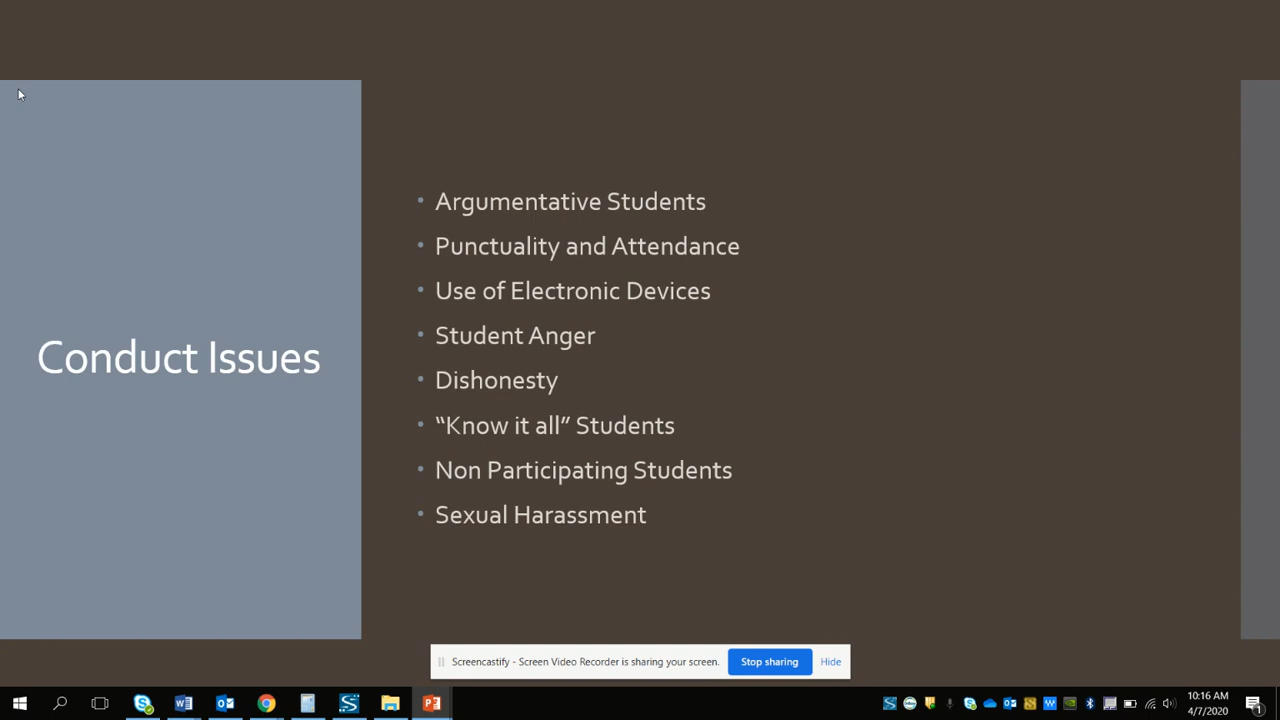 Conduct Issues
• Argumentative Students
• Punctuality and Attendance
• Use of Electronic Devices
• Student Anger
• Dishonesty
• “Know it all” Students
• Non Participating Students
• Sexual Harassment
Screencastify - Screen Video Recorder is sharing your screen. Stop sharing Hide
10:16 AM
4/7/2020